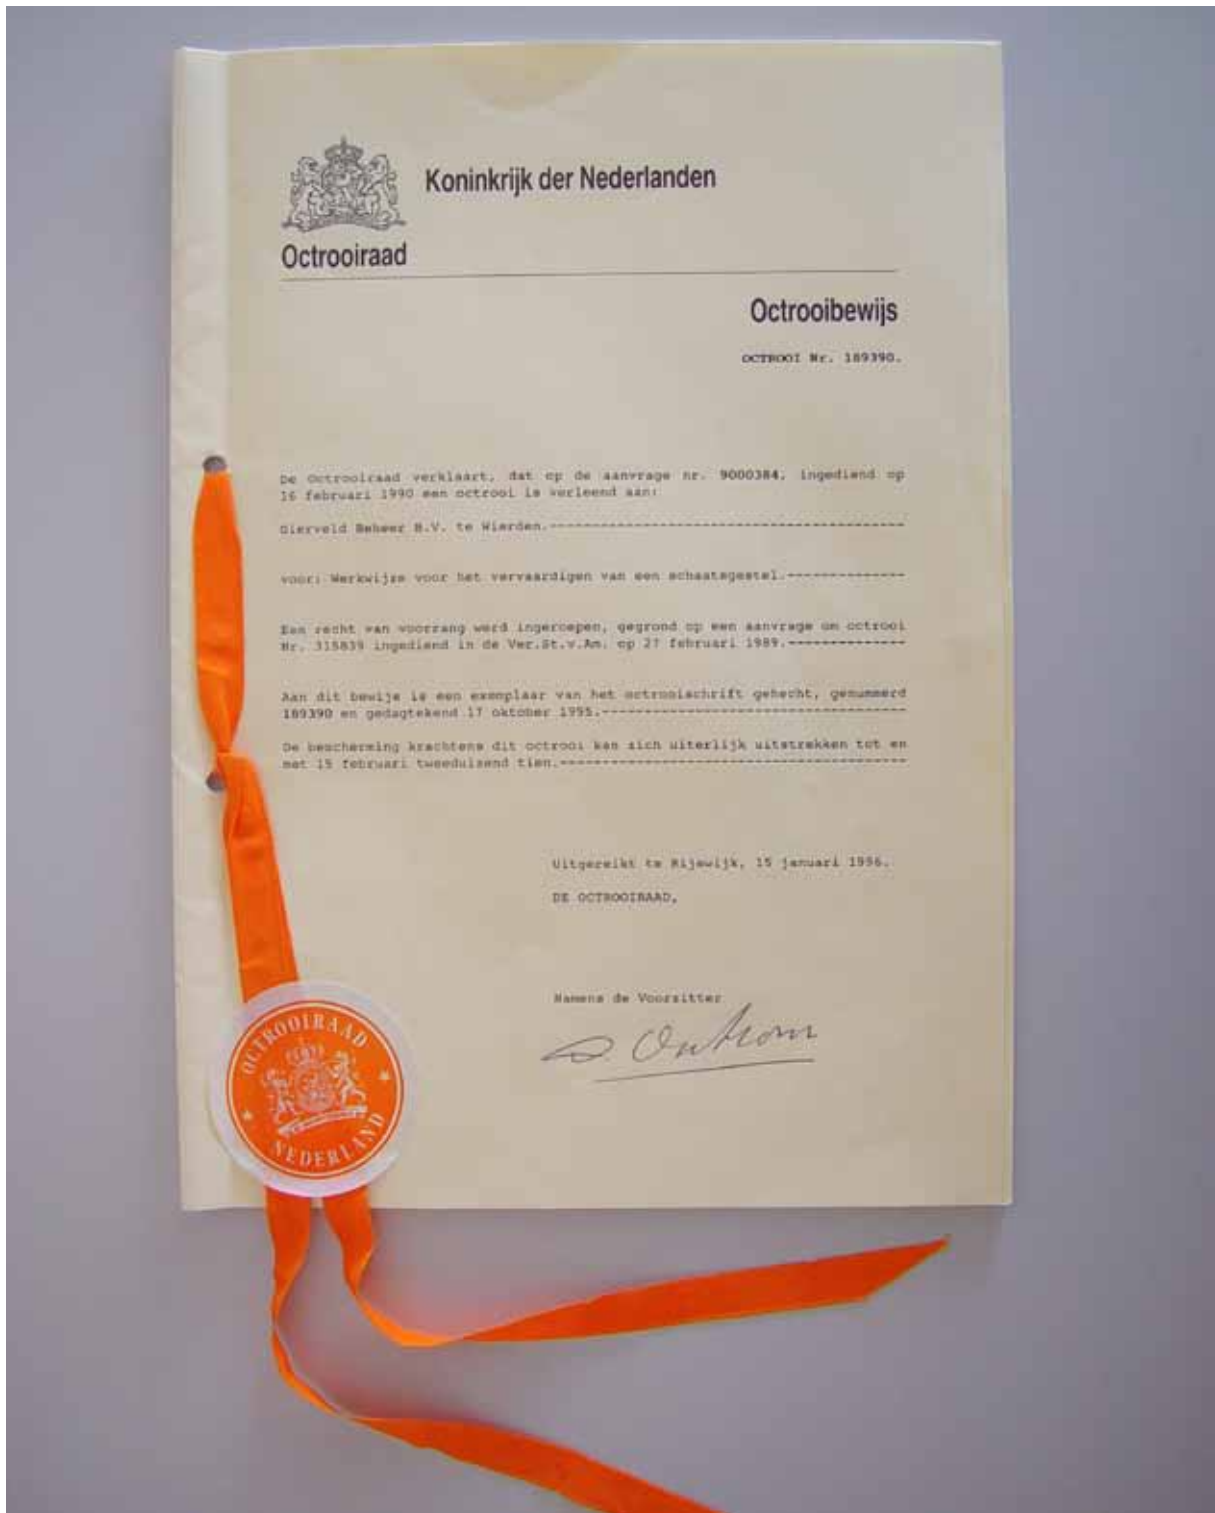 Koninkrijk der Nederlanden
Octrooiraad
Octrooibewijs
OCTROOI Nr. 189390.
De Octrooiraad verklaart, dat op de aanvrage nr. 9000384, ingediend op
16 februari 1990 een octrooi is verleend aan:
Gierveld Beheer B.V. te Wierden.
voor: Werkwijze voor het vervaardigen van een schaatsgestel.
Een recht van voorrang werd ingeroepen, gegrond op een aanvrage om octrooi
Nr. 315839 ingediend in de Ver.St.v.Am. op 27 februari 1989.
Aan dit bewijs is een exemplaar van het octrooischrift gehecht, genummerd
189390 en gedagtekend 17 oktober 1995.
De bescherming krachtens dit octrooi kan zich uiterlijk uitstrekken tot en
met 15 februari tweeduizend tien.
Uitgereikt te Rijswijk, 15 januari 1996.
DE OCTROOIRAAD,
Namens de Voorzitter
OCTROOIRAAD
NEDERLAND